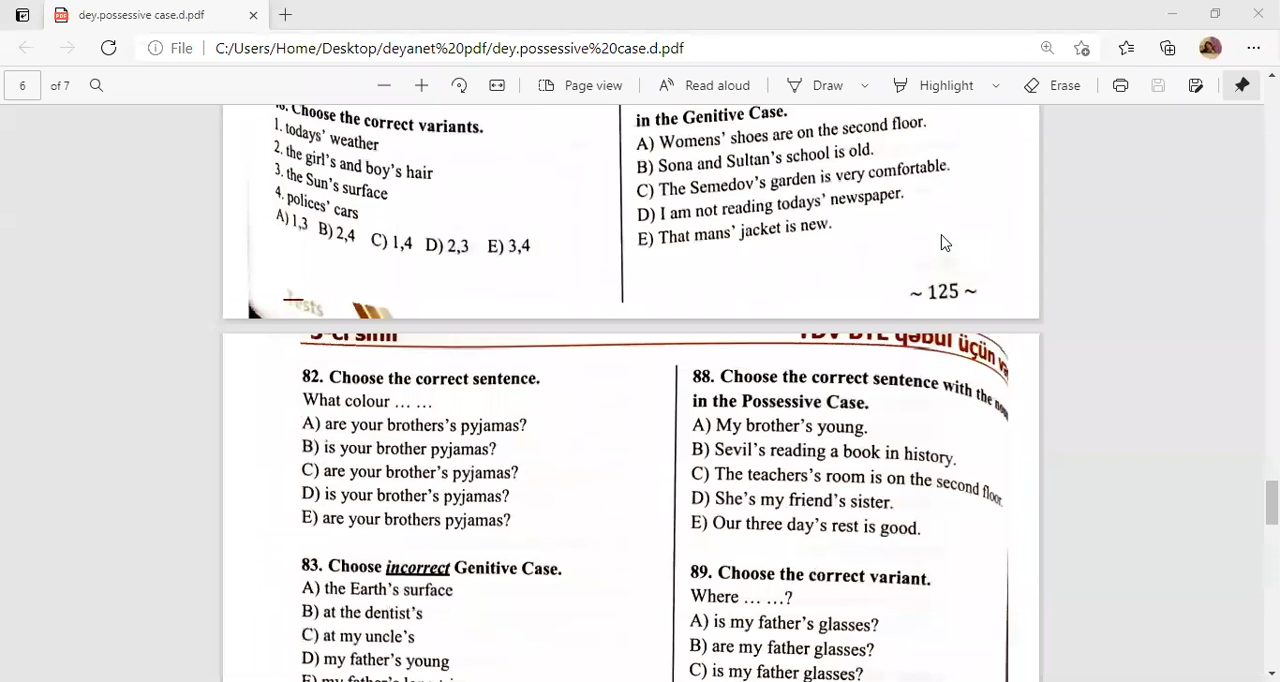 dey.possessive case.d.pdf
File
C:/Users/Home/Desktop/deyanet%20pdf/dey.possessive%20case.d.pdf
6 of 7
Page view
Read aloud
Draw
Highlight
Erase
Choose the correct variants.
1. todays' weather
2. the girl's and boy's hair
3. the Sun's surface
4. polices' cars
A) 1,3 B) 2,4 C) 1,4 D) 2,3 E) 3,4
Tests
in the Genitive Case.
A) Womens' shoes are on the second floor.
B) Sona and Sultan's school is old.
C) The Semedov's garden is very comfortable.
D) I am not reading todays' newspaper.
E) That mans' jacket is new.
~ 125 ~
5-ci sinif
qəbul üçün
82. Choose the correct sentence.
What colour ... ...
A) are your brothers's pyjamas?
B) is your brother pyjamas?
C) are your brother's pyjamas?
D) is your brother's pyjamas?
E) are your brothers pyjamas?
83. Choose incorrect Genitive Case.
A) the Earth's surface
B) at the dentist's
C) at my uncle's
D) my father's young
88. Choose the correct sentence with the
in the Possessive Case.
A) My brother's young.
B) Sevil's reading a book in history.
C) The teachers's room is on the second floor.
D) She's my friend's sister.
E) Our three day's rest is good.
89. Choose the correct variant.
Where ... ...?
A) is my father's glasses?
B) are my father glasses?
C) is my father glasses?